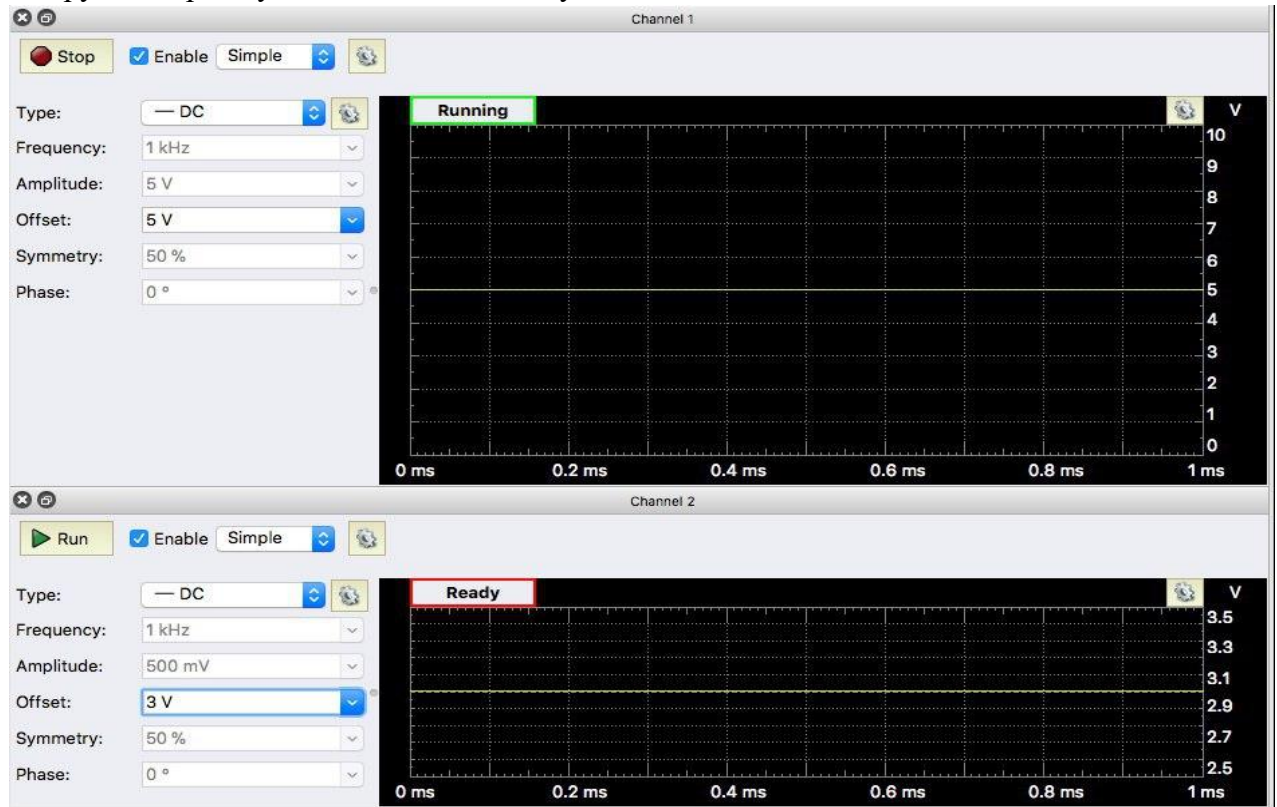 Channel 1
Stop Enable Simple
Type: DC
Frequency: 1 kHz
Amplitude: 5 V
Offset: 5 V
Symmetry: 50 %
Phase: 0 °
Running V
10
9
8
7
6
5
4
3
2
1
0
0 ms 0.2 ms 0.4 ms 0.6 ms 0.8 ms 1 ms
Channel 2
Run Enable Simple
Type: DC
Frequency: 1 kHz
Amplitude: 500 mV
Offset: 3 V
Symmetry: 50 %
Phase: 0 °
Ready V
3.5
3.3
3.1
2.9
2.7
2.5
0 ms 0.2 ms 0.4 ms 0.6 ms 0.8 ms 1 ms